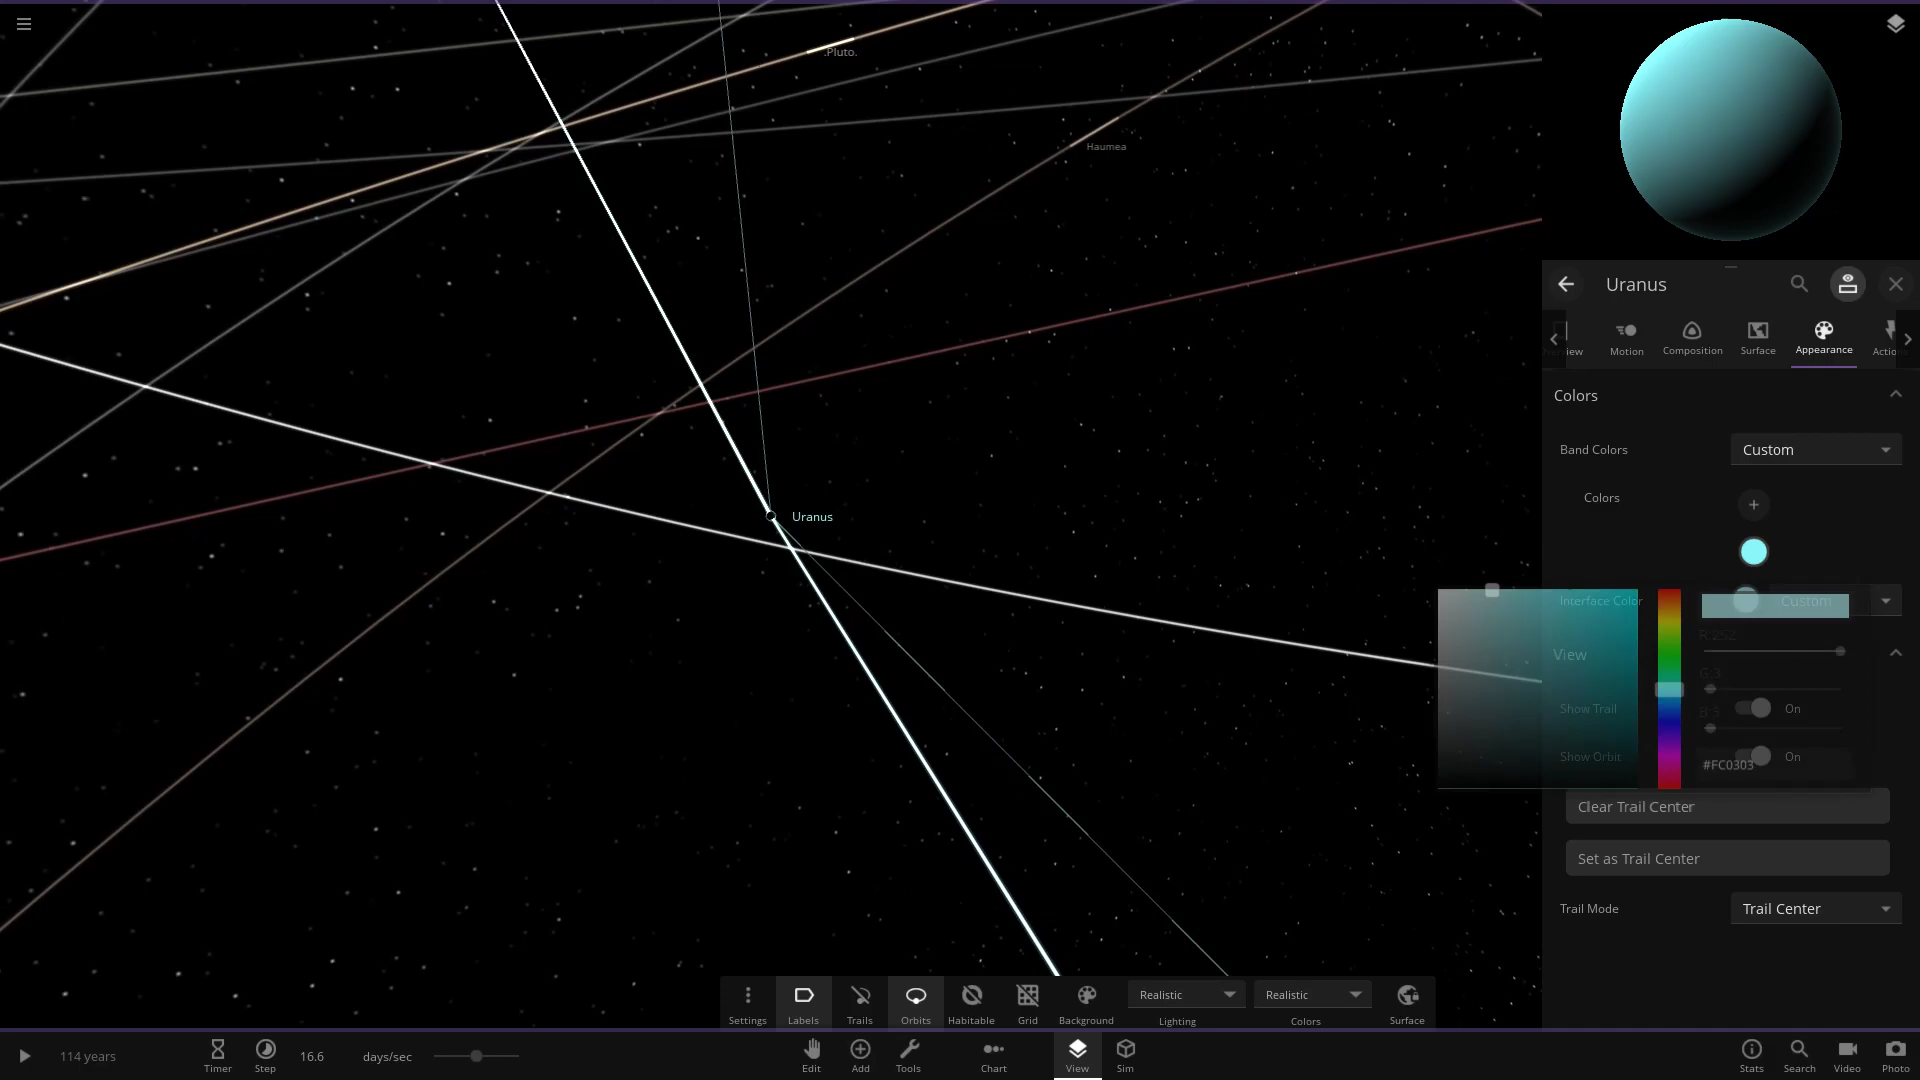 .Pluto.
Haumea
Uranus
Uranus
Motion
Composition
Surface
Appearance
Colors
Band Colors
Custom
Colors
Interface Color
Custom
R 252
View
G 3
Show Trail
On
B 3
Show Orbit
On
#FC0303
Clear Trail Center
Set as Trail Center
Trail Mode
Trail Center
Settings
Labels
Trails
Orbits
Habitable
Grid
Background
Realistic
Lighting
Realistic
Colors
Surface
114 years
Timer
Step
16.6
days/sec
Edit
Add
Tools
Chart
View
Sim
Stats
Search
Video
Photo